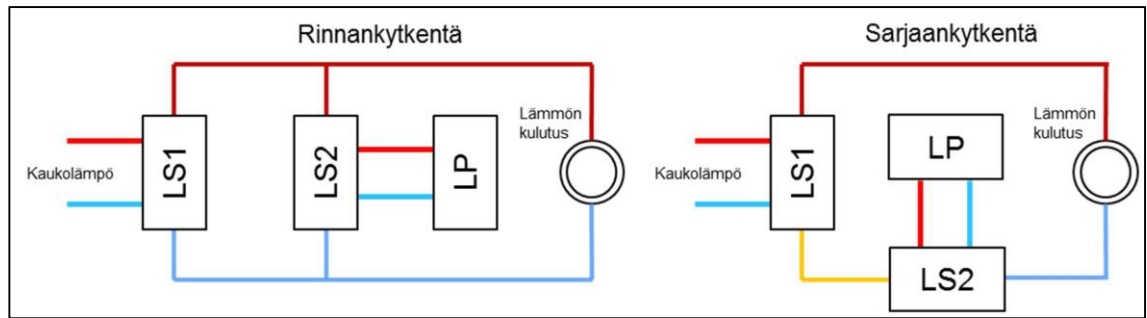 Rinnankytkentä
Kaukolämpö
LS1
LS2
LP
Lämmön
kulutus
Sarjaankytkentä
Kaukolämpö
LS1
LP
LS2
Lämmön
kulutus